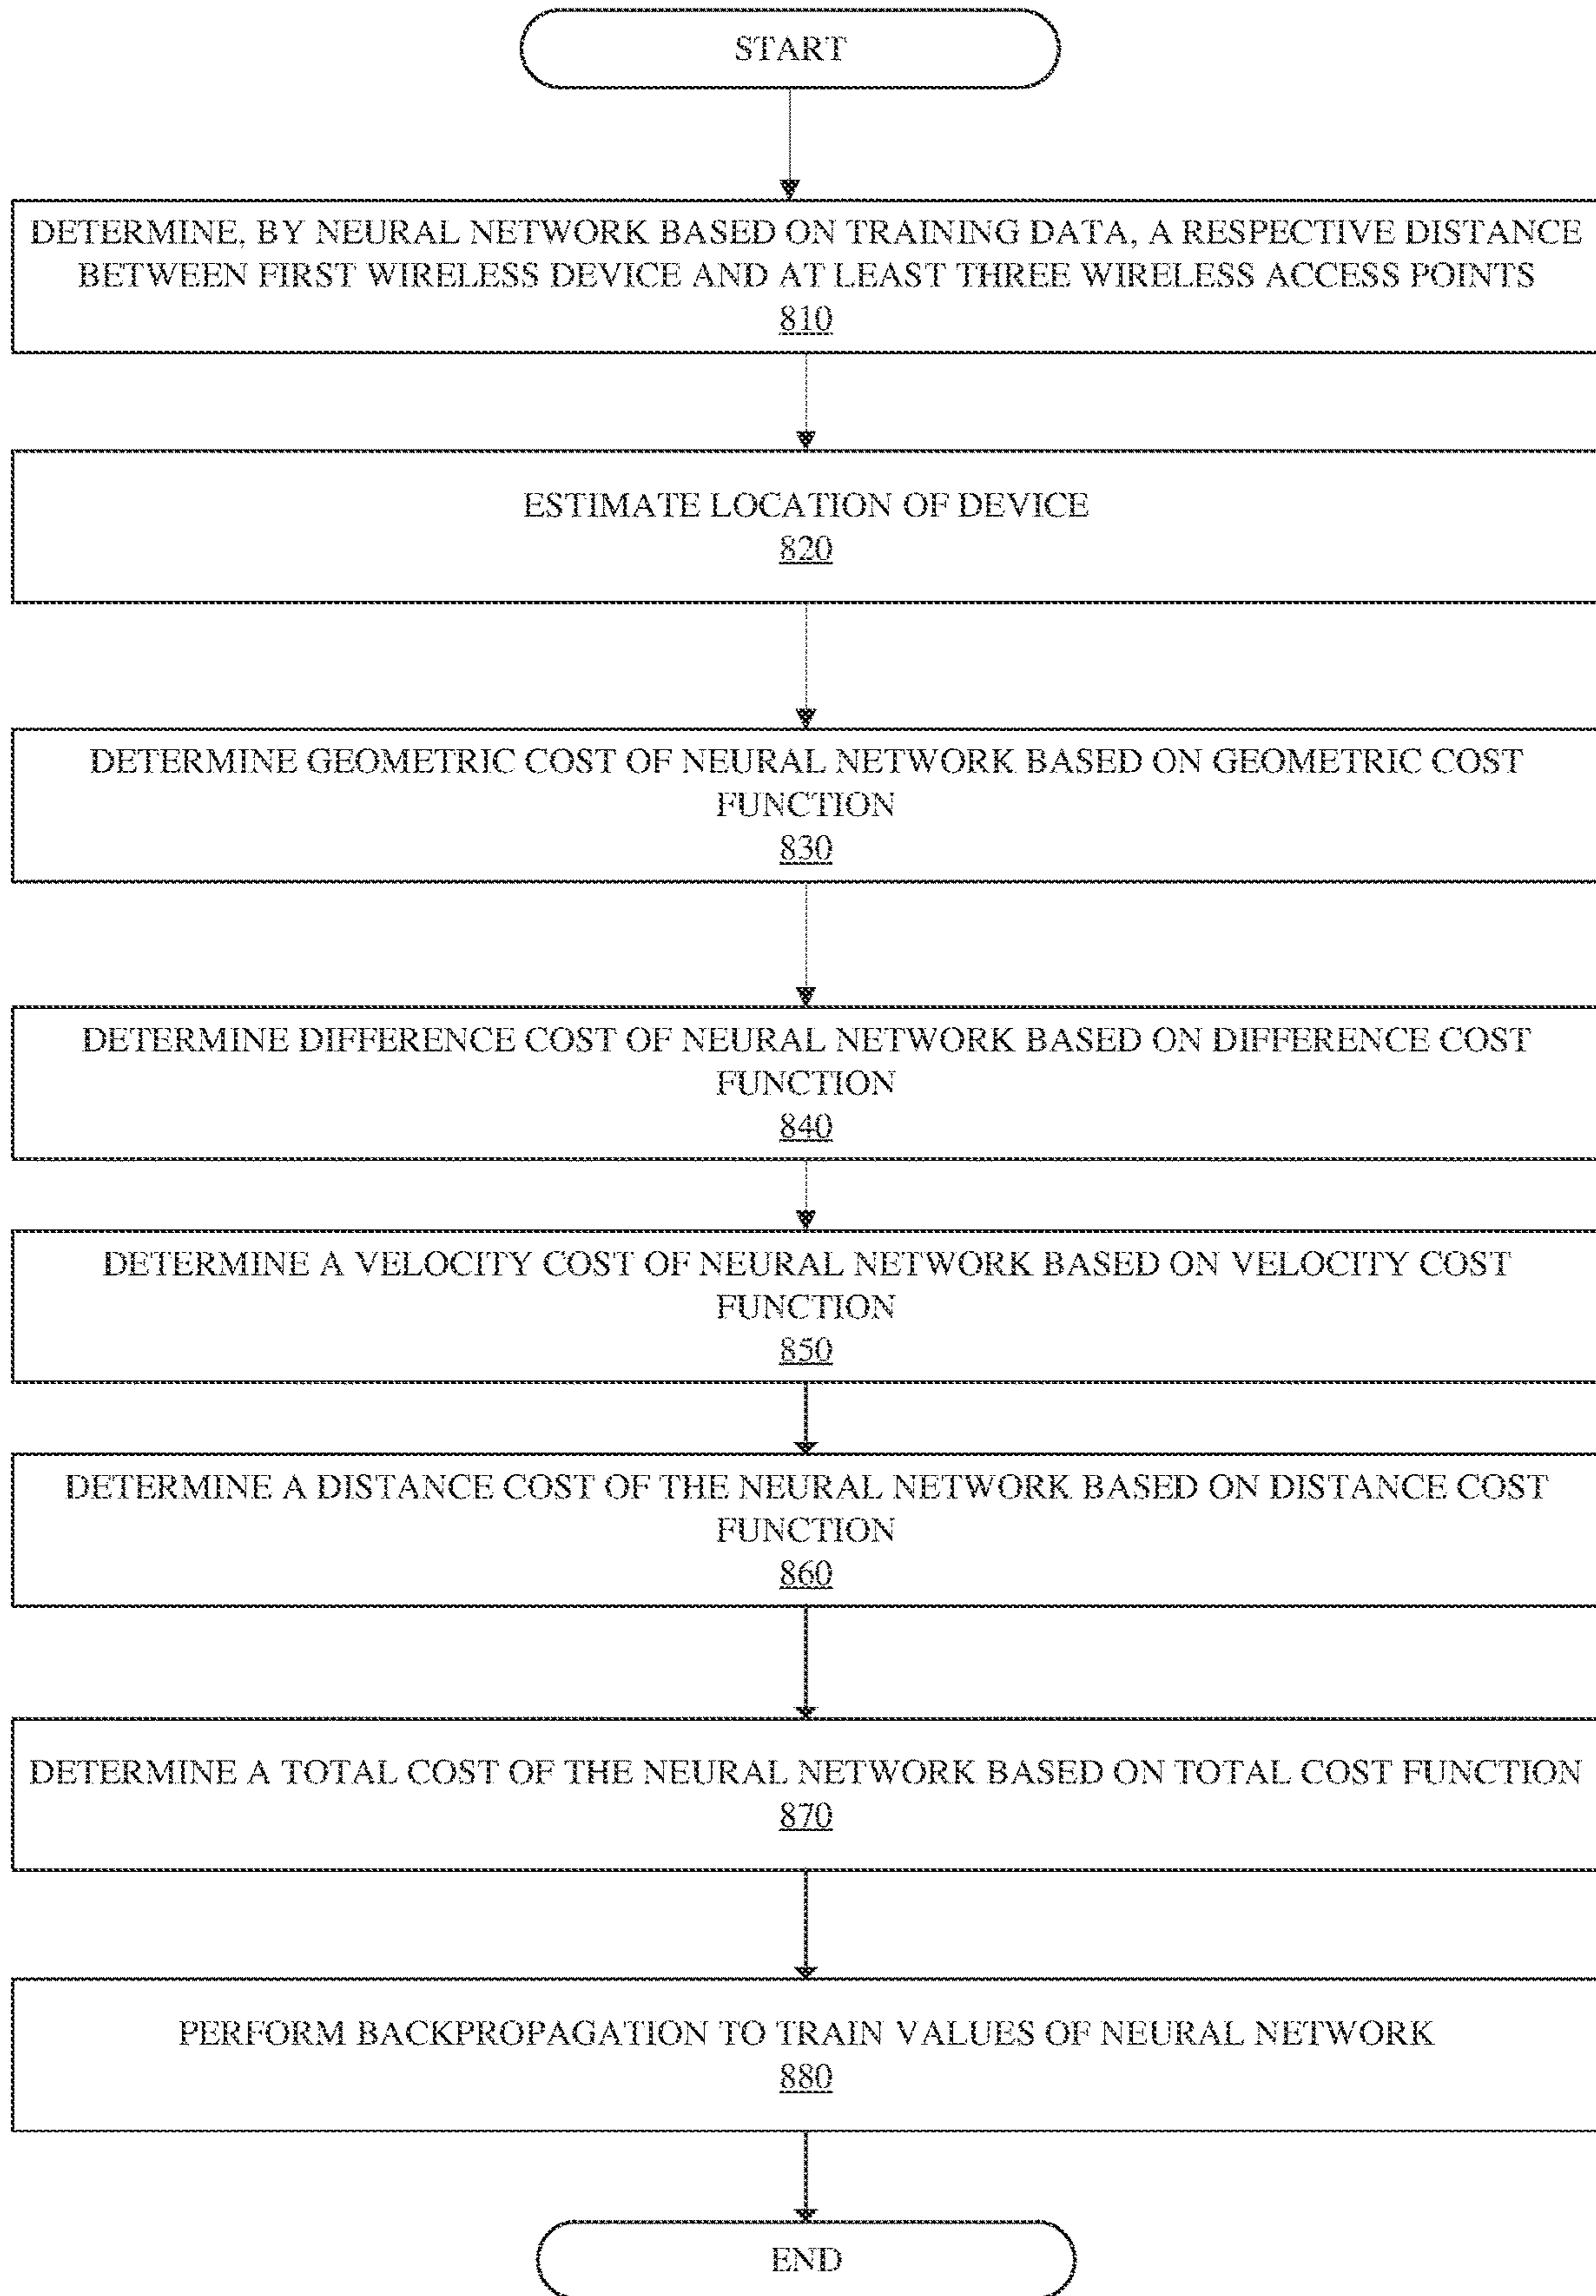 START
DETERMINE, BY NEURAL NETWORK BASED ON TRAINING DATA, A RESPECTIVE DISTANCE
BETWEEN FIRST WIRELESS DEVICE AND AT LEAST THREE WIRELESS ACCESS POINTS
810
ESTIMATE LOCATION OF DEVICE
820
DETERMINE GEOMETRIC COST OF NEURAL NETWORK BASED ON GEOMETRIC COST
FUNCTION
830
DETERMINE DIFFERENCE COST OF NEURAL NETWORK BASED ON DIFFERENCE COST
FUNCTION
840
DETERMINE A VELOCITY COST OF NEURAL NETWORK BASED ON VELOCITY COST
FUNCTION
850
DETERMINE A DISTANCE COST OF THE NEURAL NETWORK BASED ON DISTANCE COST
FUNCTION
860
DETERMINE A TOTAL COST OF THE NEURAL NETWORK BASED ON TOTAL COST FUNCTION
870
PERFORM BACKPROPAGATION TO TRAIN VALUES OF NEURAL NETWORK
880
END